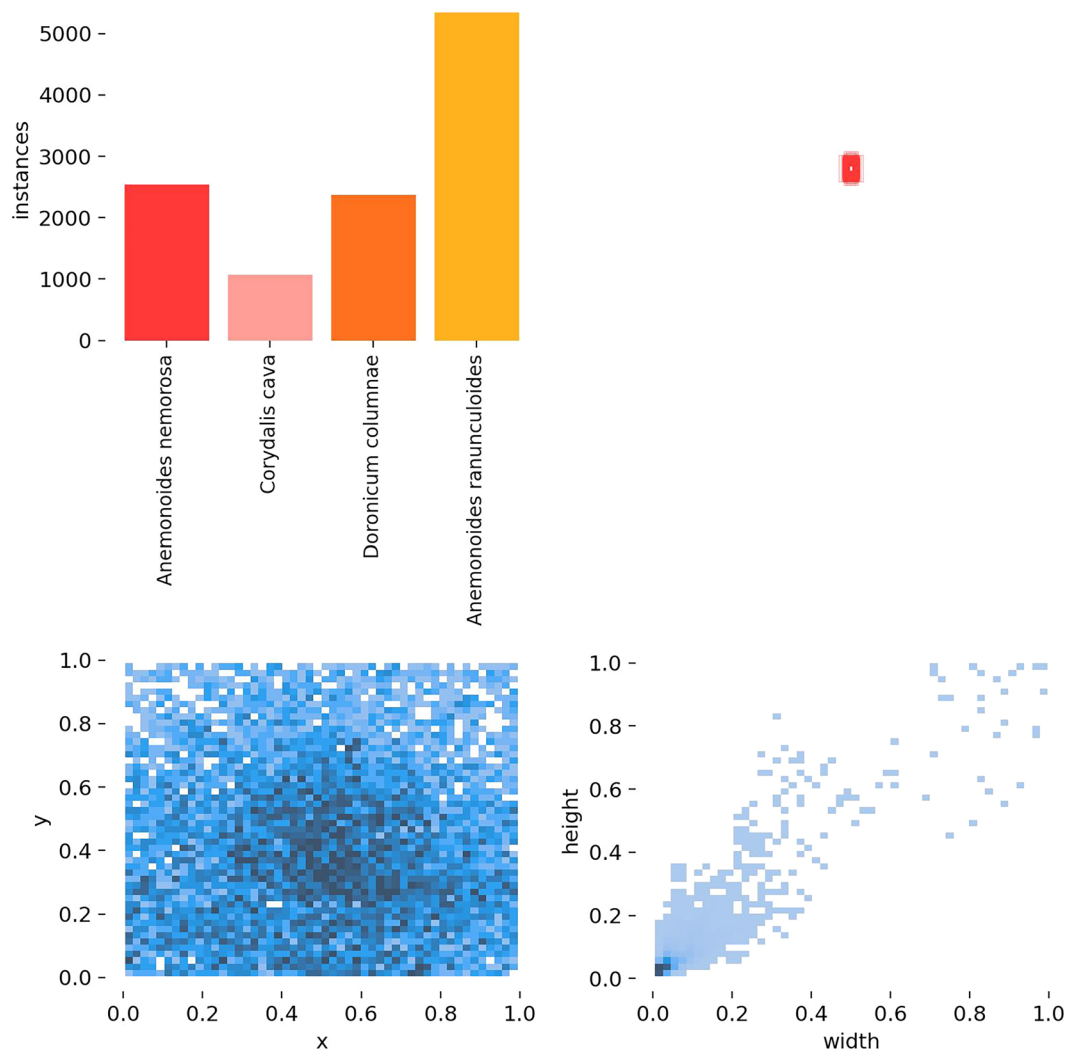 instances
5000
4000
3000
2000
1000
0
Anemonoides nemorosa
Corydalis cava
Doronicum columnae
Anemonoides ranunculoides
y
1.0
0.8
0.6
0.4
0.2
0.0
0.0 0.2 0.4 0.6 0.8 1.0
x
height
1.0
0.8
0.6
0.4
0.2
0.0
0.0 0.2 0.4 0.6 0.8 1.0
width